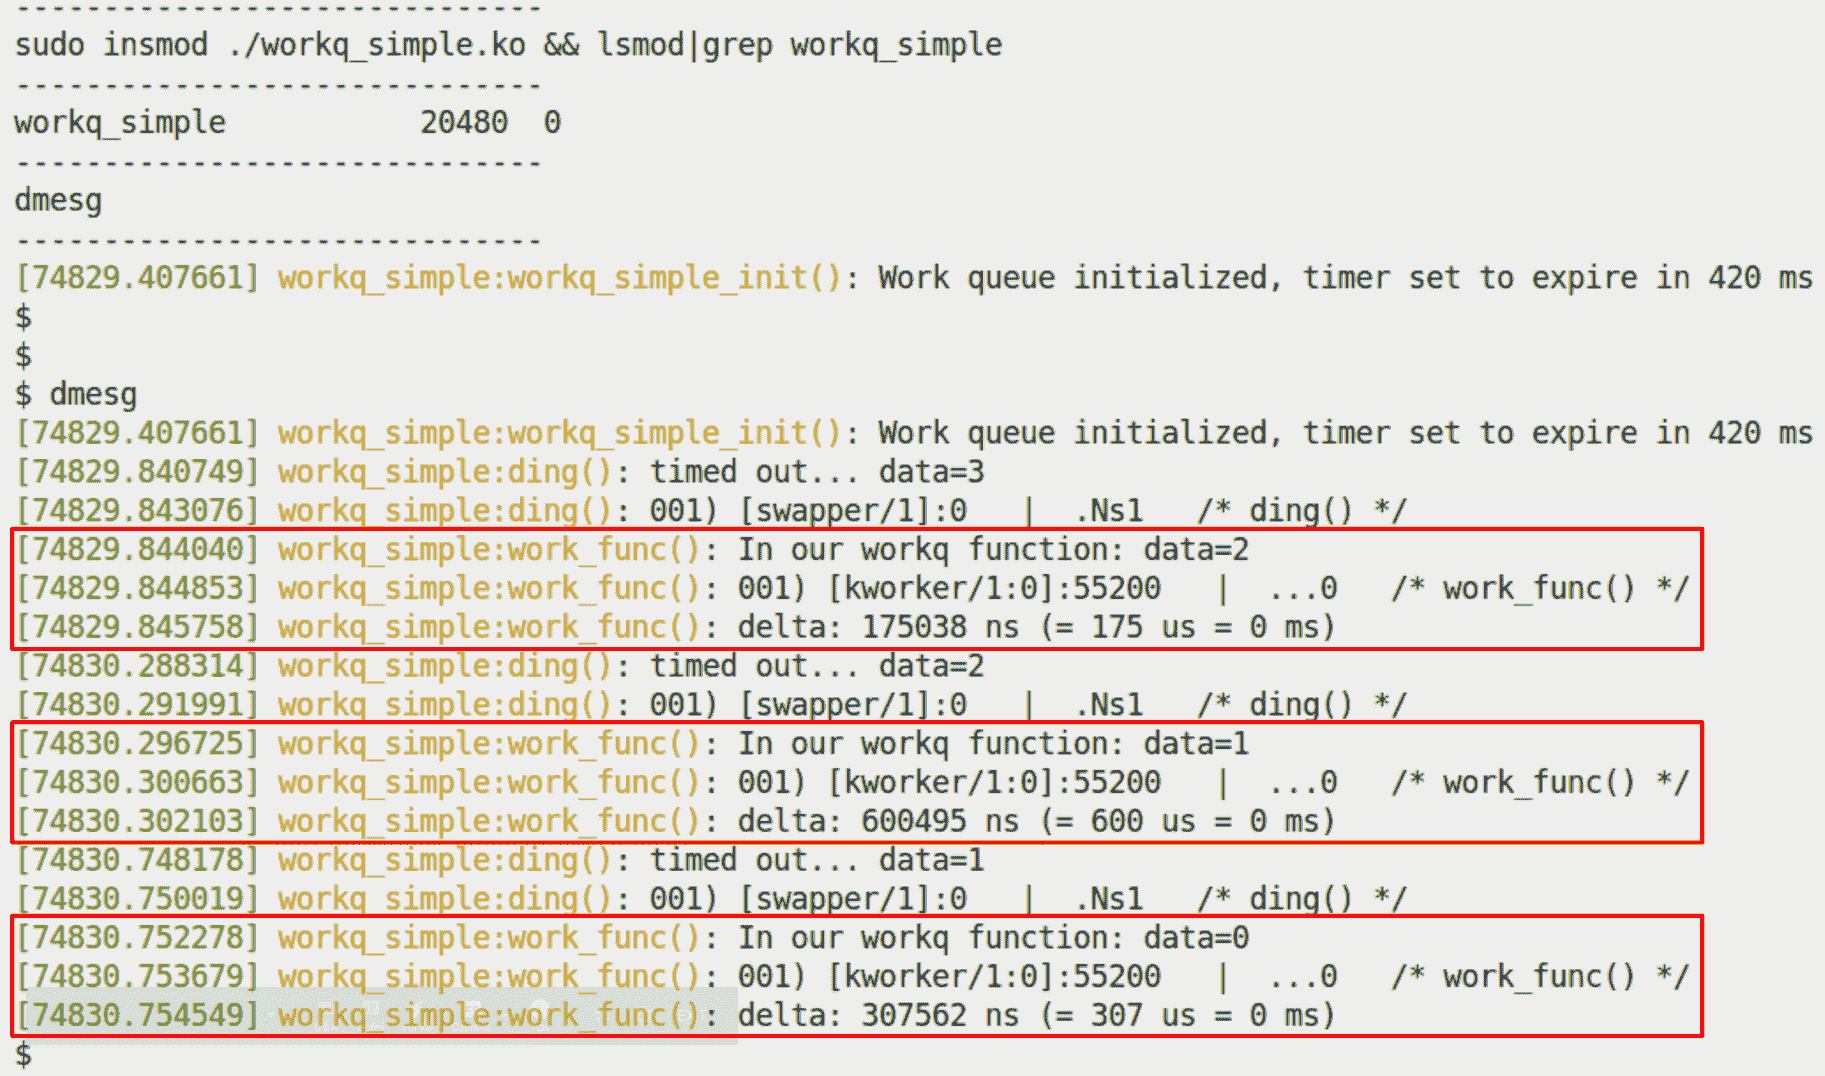 ------------------------------
sudo insmod ./workq_simple.ko && lsmod|grep workq_simple
------------------------------
workq_simple           20480  0
------------------------------
dmesg
------------------------------
[74829.407661] workq_simple:workq_simple_init(): Work queue initialized, timer set to expire in 420 ms
$
$
$ dmesg
[74829.407661] workq_simple:workq_simple_init(): Work queue initialized, timer set to expire in 420 ms
[74829.840749] workq_simple:ding(): timed out... data=3
[74829.843076] workq_simple:ding(): 001) [swapper/1]:0   |  .Ns1   /* ding() */
[74829.844040] workq_simple:work_func(): In our workq function: data=2
[74829.844853] workq_simple:work_func(): 001) [kworker/1:0]:55200   |  ...0   /* work_func() */
[74829.845758] workq_simple:work_func(): delta: 175038 ns (= 175 us = 0 ms)
[74830.288314] workq_simple:ding(): timed out... data=2
[74830.291991] workq_simple:ding(): 001) [swapper/1]:0   |  .Ns1   /* ding() */
[74830.296725] workq_simple:work_func(): In our workq function: data=1
[74830.300663] workq_simple:work_func(): 001) [kworker/1:0]:55200   |  ...0   /* work_func() */
[74830.302103] workq_simple:work_func(): delta: 600495 ns (= 600 us = 0 ms)
[74830.748178] workq_simple:ding(): timed out... data=1
[74830.750019] workq_simple:ding(): 001) [swapper/1]:0   |  .Ns1   /* ding() */
[74830.752278] workq_simple:work_func(): In our workq function: data=0
[74830.753679] workq_simple:work_func(): 001) [kworker/1:0]:55200   |  ...0   /* work_func() */
[74830.754549] workq_simple:work_func(): delta: 307562 ns (= 307 us = 0 ms)
$